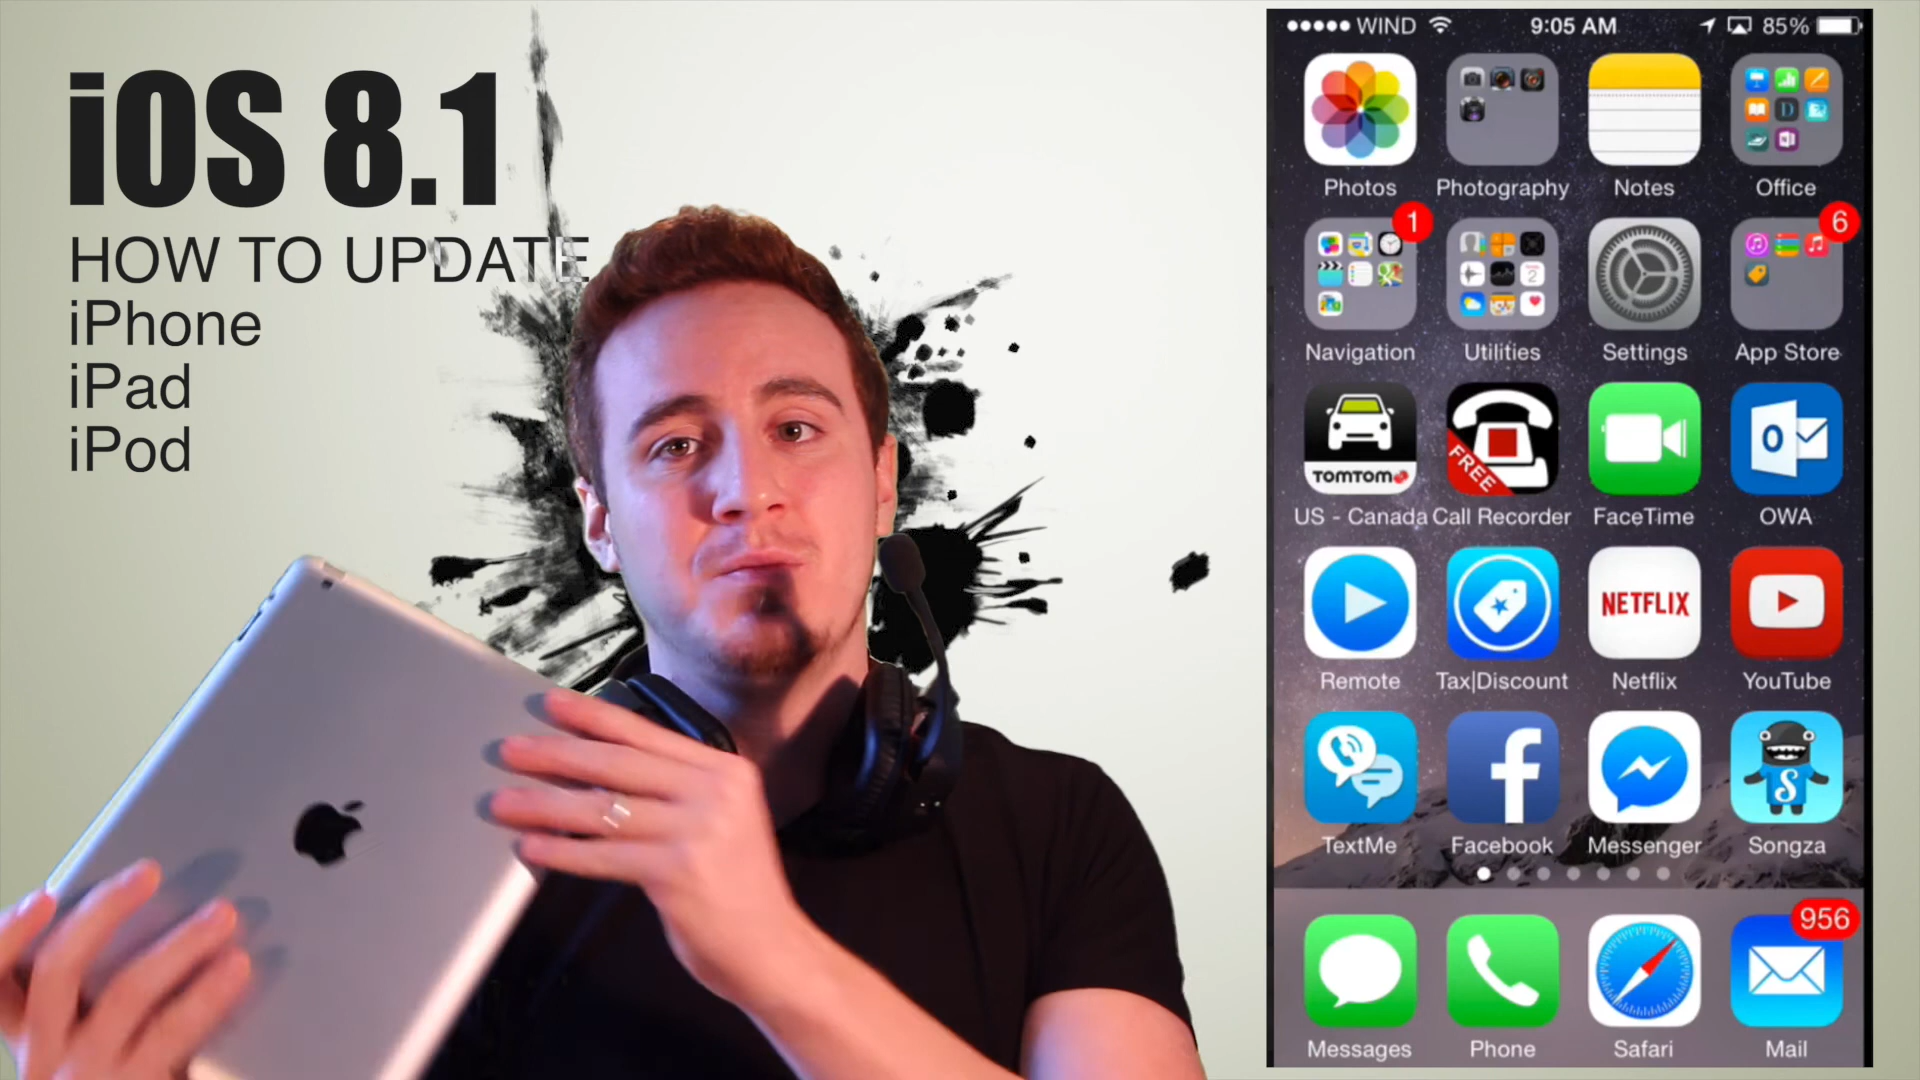 iOS 8.1
HOW TO UPDATE
iPhone
iPad
iPod
WIND 9:05 AM 85%
Photos Photography Notes Office
1 6
Navigation Utilities Settings App Store
TOMTOM FREE
US - Canada Call Recorder FaceTime OWA
NETFLIX
Remote Tax|Discount Netflix YouTube
TextMe Facebook Messenger Songza
956
Messages Phone Safari Mail